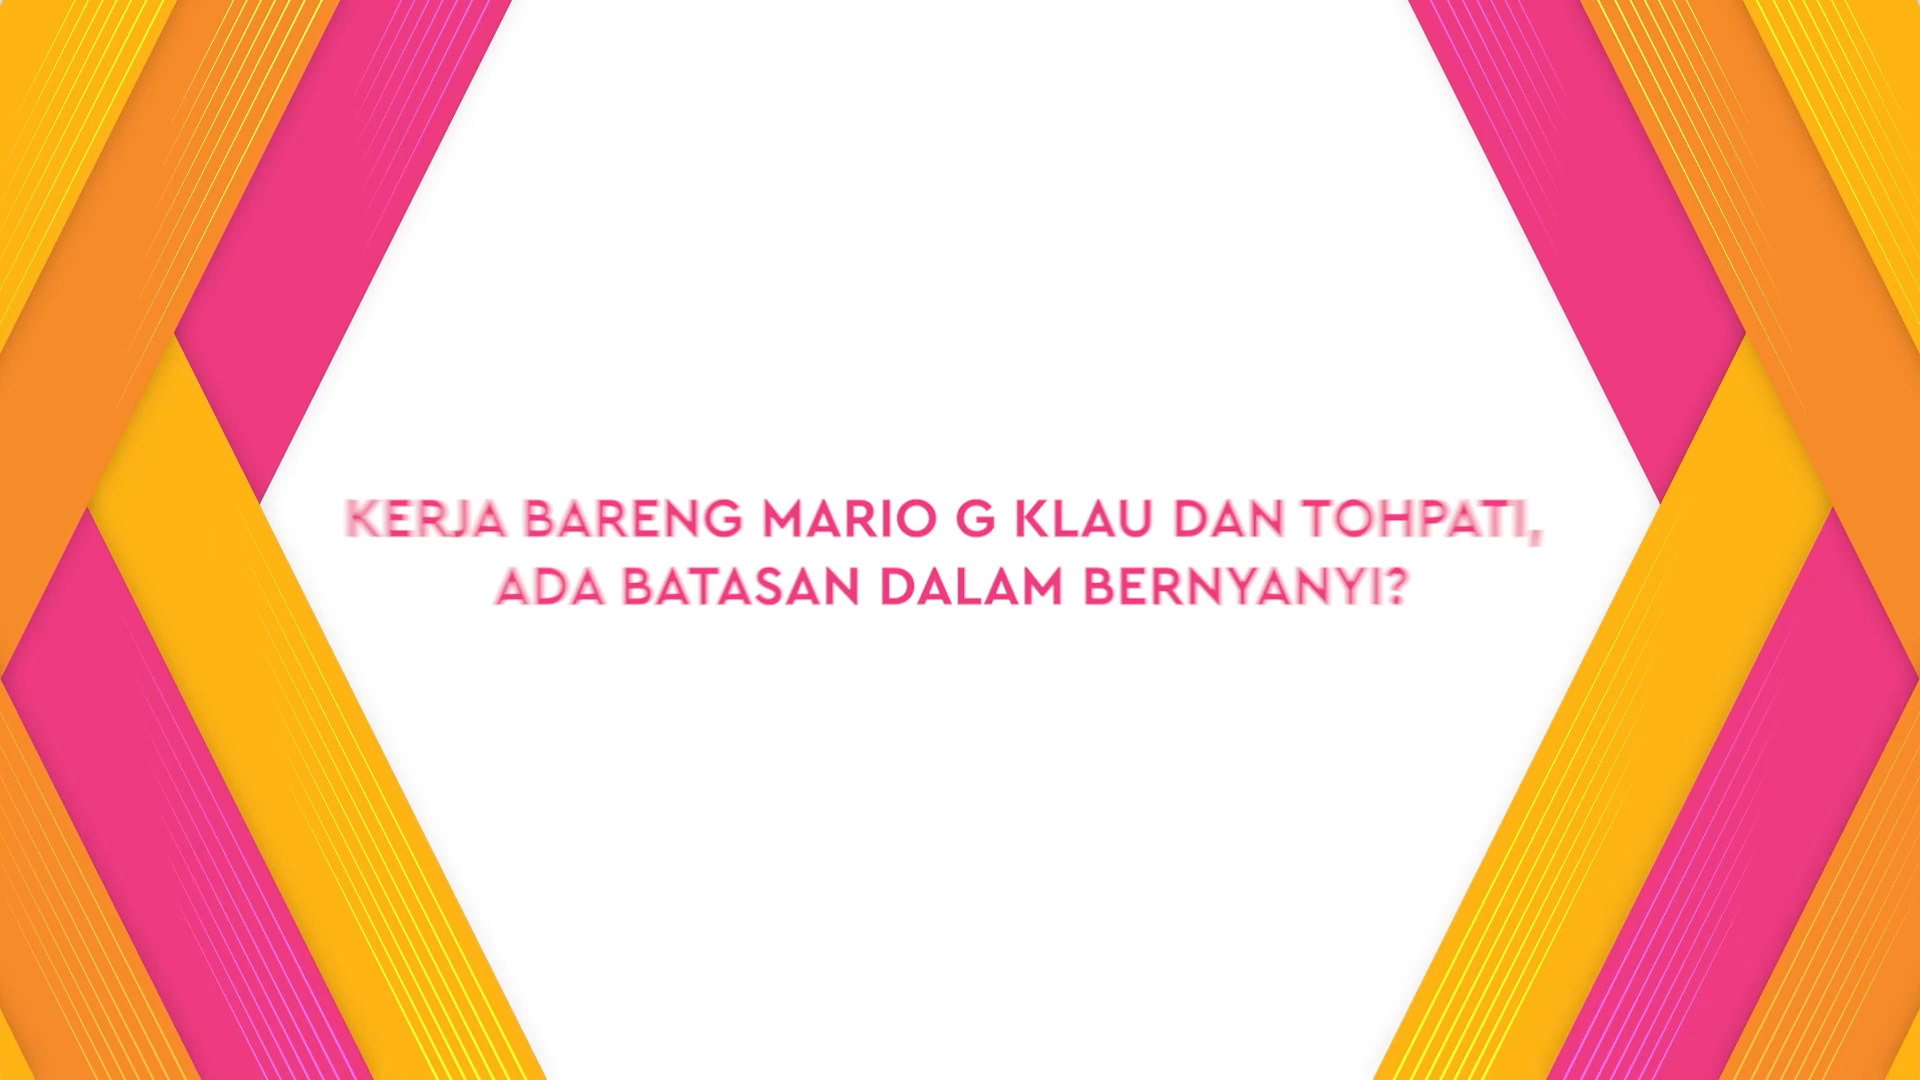 KERJA BARENG MARIO G KLAU DAN TOHPATI,
ADA BATASAN DALAM BERNYANYI?